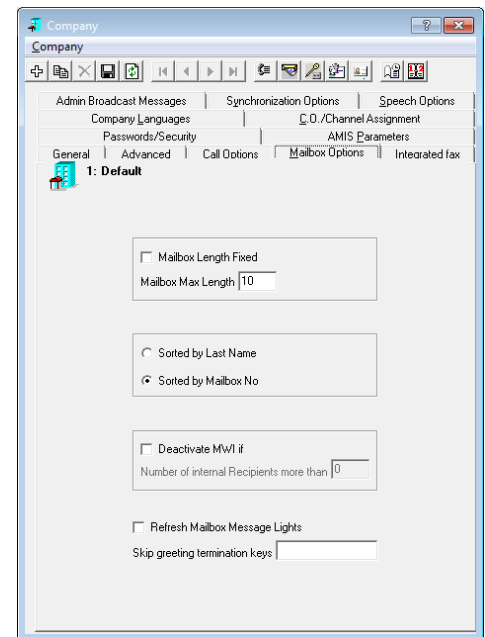 Company
Company
Admin Broadcast Messages Synchronization Options Speech Options
Company Languages C.O./Channel Assignment
Passwords/Security AMIS Parameters
General Advanced Call Options Mailbox Options Integrated fax
1: Default
Mailbox Length Fixed
Mailbox Max Length 10
Sorted by Last Name
Sorted by Mailbox No
Deactivate MWI if
Number of internal Recipients more than 0
Refresh Mailbox Message Lights
Skip greeting termination keys